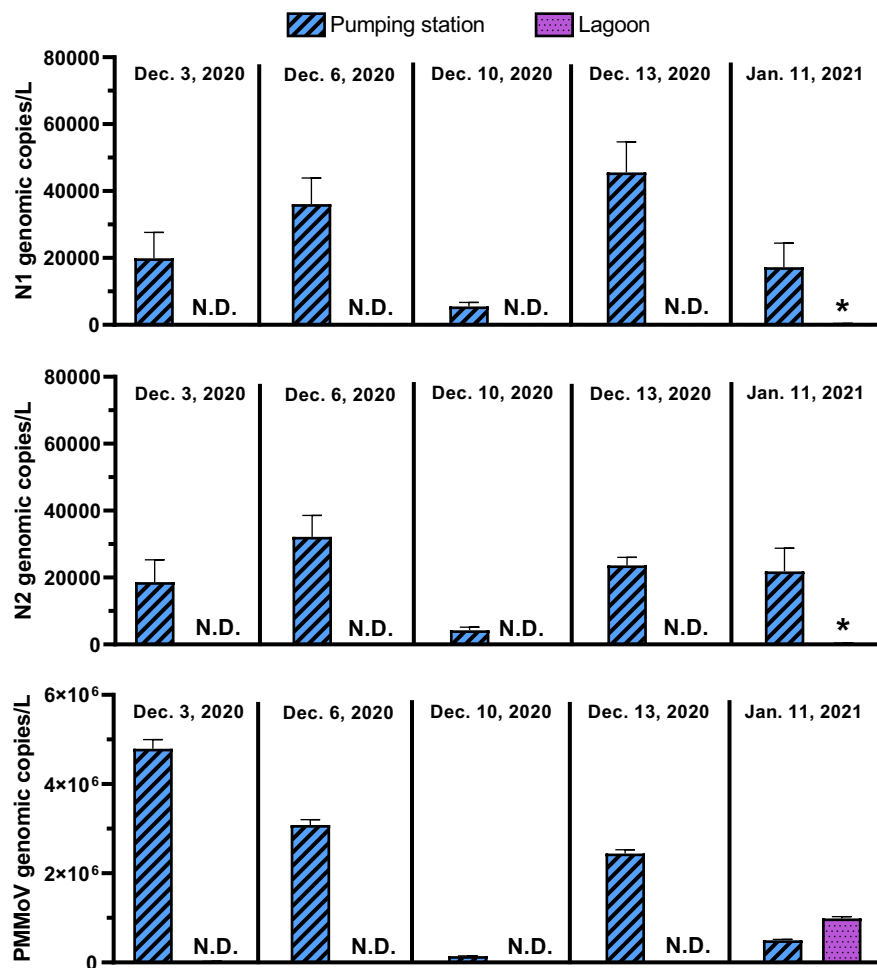 Pumping station Lagoon
N1 genomic copies/L
80000
60000
40000
20000
0
Dec. 3, 2020 Dec. 6, 2020 Dec. 10, 2020 Dec. 13, 2020 Jan. 11, 2021
N.D. N.D. N.D. N.D. *
N2 genomic copies/L
80000
60000
40000
20000
0
Dec. 3, 2020 Dec. 6, 2020 Dec. 10, 2020 Dec. 13, 2020 Jan. 11, 2021
N.D. N.D. N.D. N.D. *
PMMoV genomic copies/L
6×10⁶
4×10⁶
2×10⁶
0
Dec. 3, 2020 Dec. 6, 2020 Dec. 10, 2020 Dec. 13, 2020 Jan. 11, 2021
N.D. N.D. N.D. N.D.